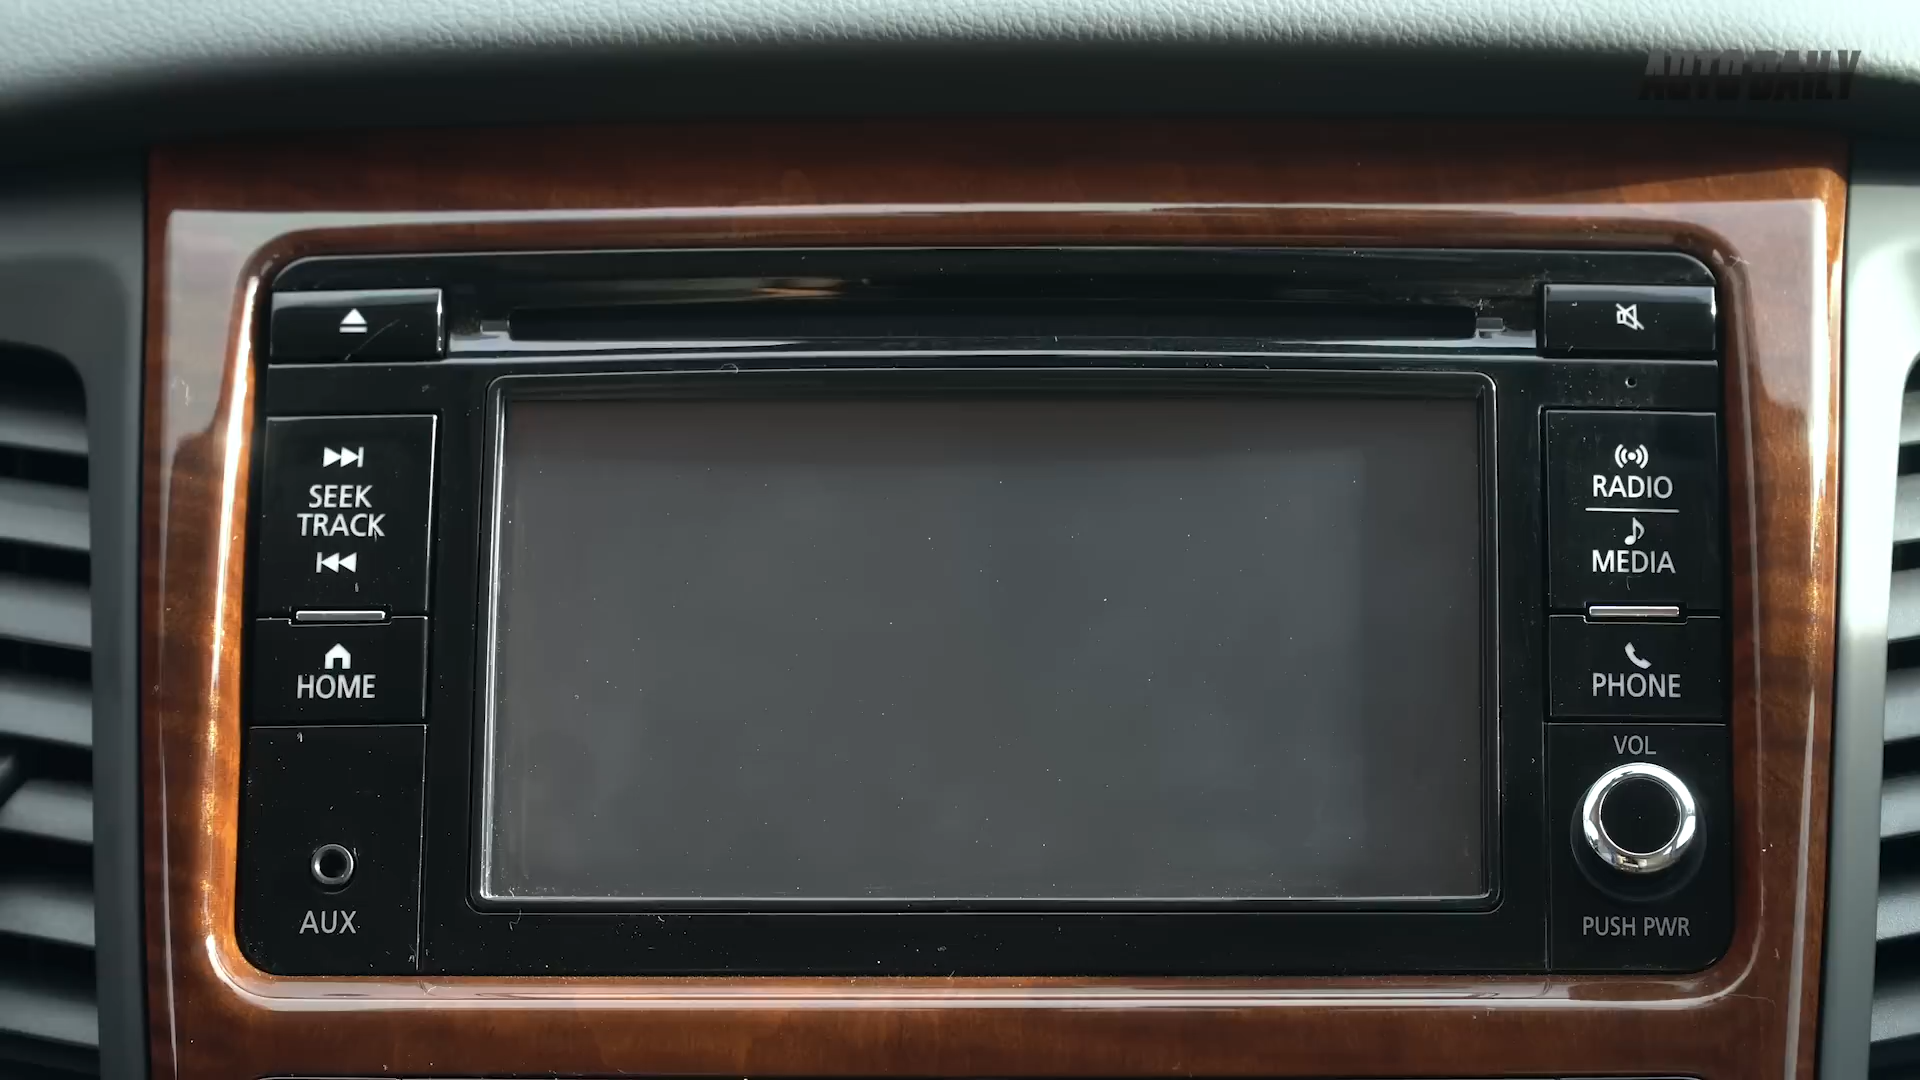 AUTO DAILY
SEEK
TRACK
HOME
AUX
RADIO
MEDIA
PHONE
VOL
PUSH PWR